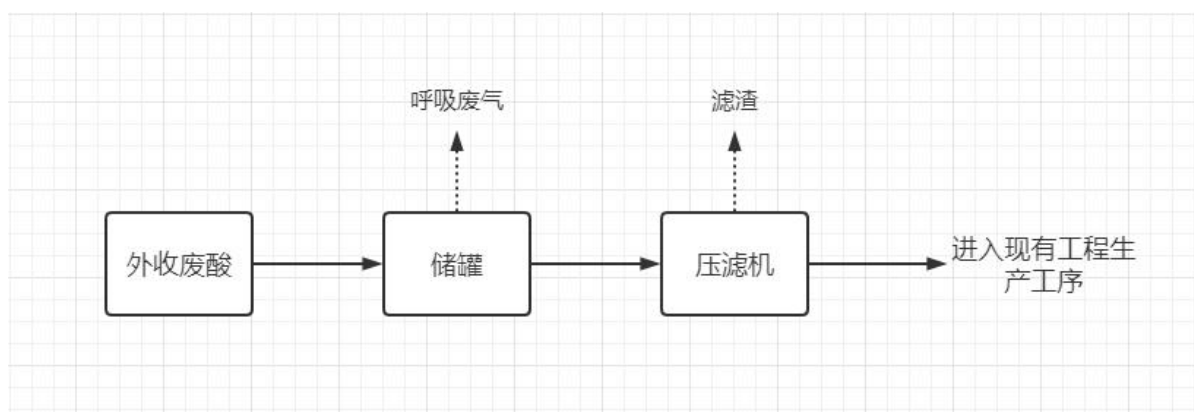 呼吸废气
滤渣
外收废酸
储罐
压滤机
进入现有工程生
产工序